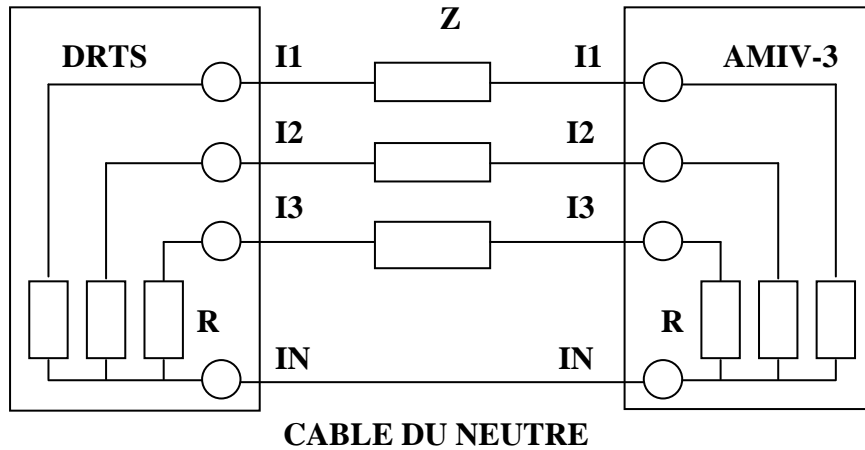 Z
DRTS I1 I1 AMIV-3
I2 I2
I3 I3
R R
IN IN
CABLE DU NEUTRE